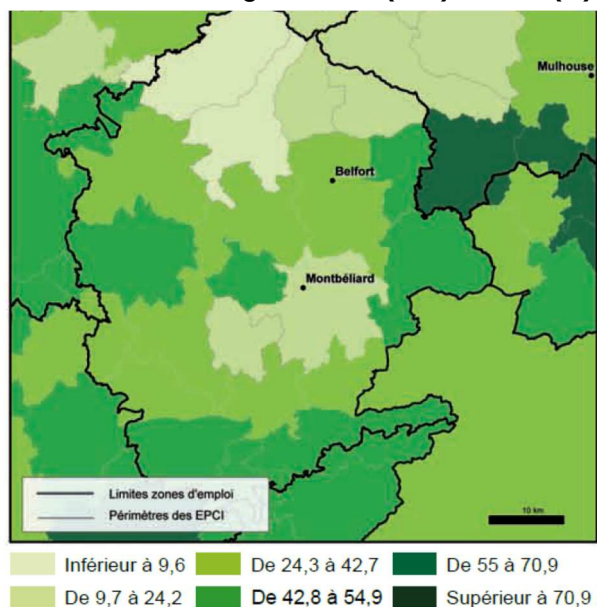 Mulhouse
Belfort
Montbéliard
Limites zones d'emploi
Périmètres des EPCI
10 km
Inférieur à 9,6 De 24,3 à 42,7 De 55 à 70,9
De 9,7 à 24,2 De 42,8 à 54,9 Supérieur à 70,9